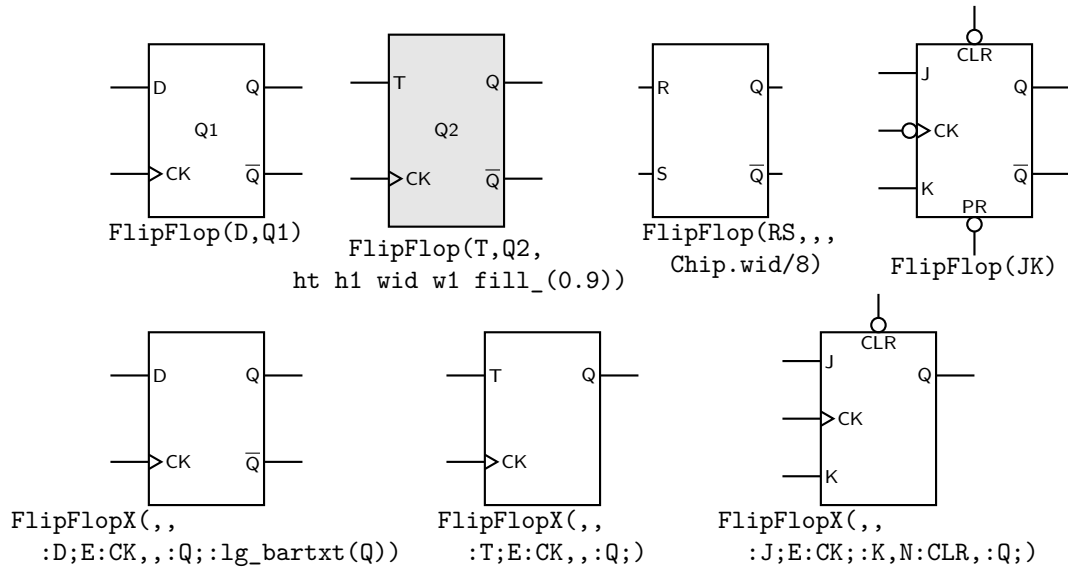 D Q
Q1
CK Q̅
FlipFlop(D,Q1)
T Q
Q2
CK Q̅
FlipFlop(T,Q2,
ht h1 wid w1 fill_(0.9))
R Q
S Q̅
FlipFlop(RS,,,
Chip.wid/8)
CLR
J Q
CK
K Q̅
PR
FlipFlop(JK)
D Q
CK Q̅
FlipFlopX(,,
:D;E:CK,,:Q;:lg_bartxt(Q))
T Q
CK
FlipFlopX(,,
:T;E:CK,,:Q;)
CLR
J Q
CK
K
FlipFlopX(,,
:J;E:CK;:K,N:CLR,:Q;)